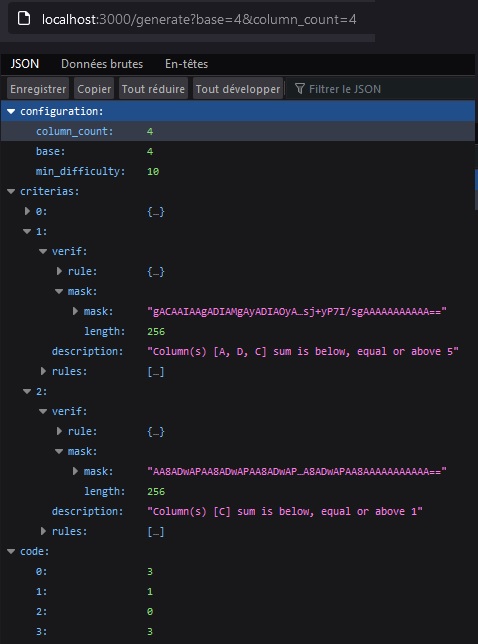 localhost:3000/generate?base=4&column_count=4
JSON Données brutes En-têtes
Enregistrer Copier Tout réduire Tout développer Filtrer le JSON
configuration:
column_count: 4
base: 4
min_difficulty: 10
criterias:
0: {…}
1:
verif:
rule: {…}
mask:
mask: "gACAAIAAgADIAMgAyADIAOyA…sj+yP7I/sgAAAAAAAAAAA=="
length: 256
description: "Column(s) [A, D, C] sum is below, equal or above 5"
rules: […]
2:
verif:
rule: {…}
mask:
mask: "AA8ADwAPAA8ADwAPAA8ADwAP…A8ADwAPAA8AAAAAAAAAAA=="
length: 256
description: "Column(s) [C] sum is below, equal or above 1"
rules: […]
code:
0: 3
1: 1
2: 0
3: 3